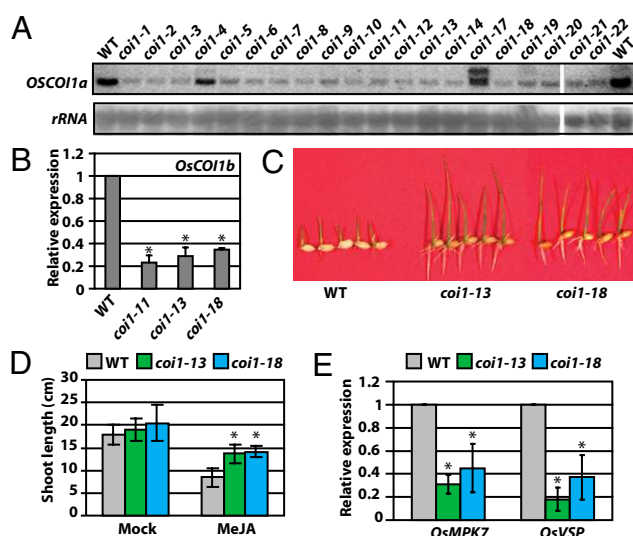 A
WT coi1-1 coi1-2 coi1-3 coi1-4 coi1-5 coi1-6 coi1-7 coi1-8 coi1-9 coi1-10 coi1-11 coi1-12 coi1-13 coi1-14 coi1-17 coi1-18 coi1-19 coi1-20 coi1-21 coi1-22 WT
OSCOI1a
rRNA
B
OsCOI1b
Relative expression
1.2
1
0.8
0.6
0.4
0.2
0
* * *
WT coi1-11 coi1-13 coi1-18
C
WT coi1-13 coi1-18
D
WT coi1-13 coi1-18
Shoot length (cm)
30
25
20
15
10
5
0
* *
Mock MeJA
E
WT coi1-13 coi1-18
Relative expression
1.2
1
0.8
0.6
0.4
0.2
0
* * * *
OsMPK7 OsVSP